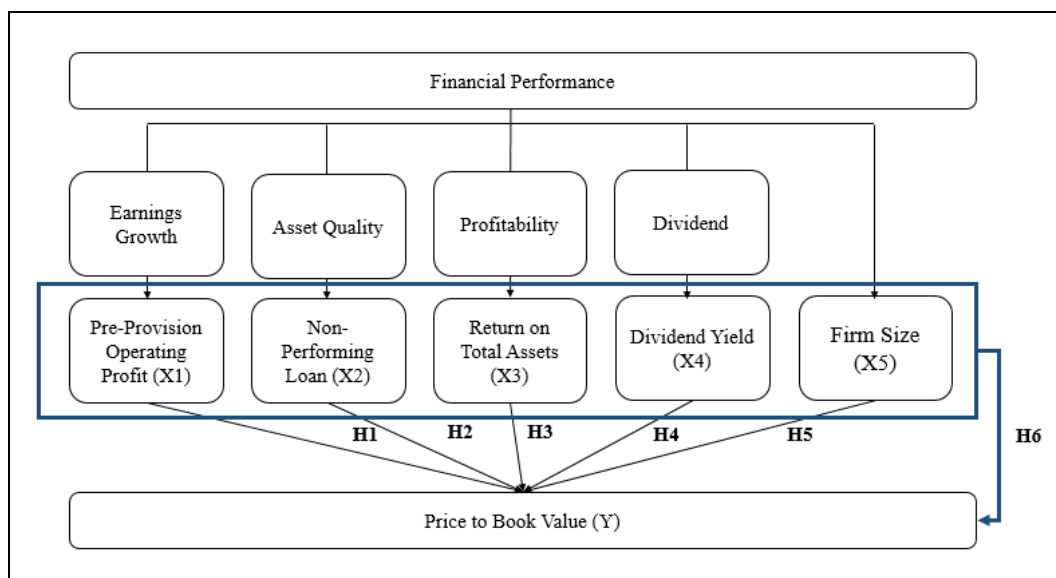 Financial Performance
Earnings
Growth
Asset Quality
Profitability
Dividend
Pre-Provision
Operating
Profit (X1)
Non-
Performing
Loan (X2)
Return on
Total Assets
(X3)
Dividend Yield
(X4)
Firm Size
(X5)
H1
H2
H3
H4
H5
H6
Price to Book Value (Y)